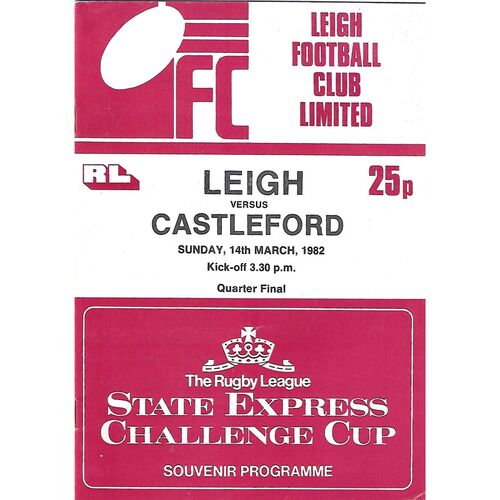 FC
LEIGH
FOOTBALL
CLUB
LIMITED
RL
LEIGH
VERSUS
CASTLEFORD
25p
SUNDAY, 14th MARCH, 1982
Kick-off 3.30 p.m.
Quarter Final
The Rugby League
STATE EXPRESS
CHALLENGE CUP
SOUVENIR PROGRAMME